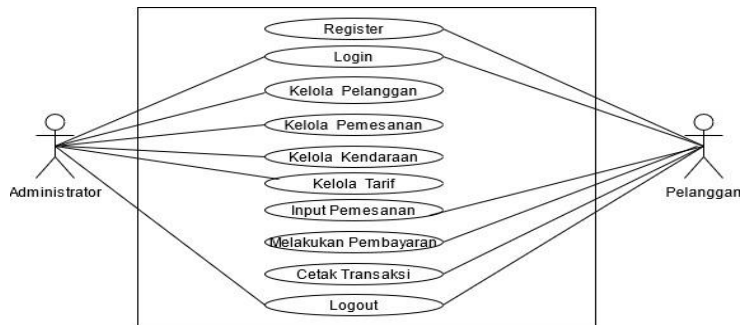 Register
Login
Kelola Pelanggan
Kelola Pemesanan
Kelola Kendaraan
Kelola Tarif
Input Pemesanan
Melakukan Pembayaran
Cetak Transaksi
Logout
Administrator
Pelanggan